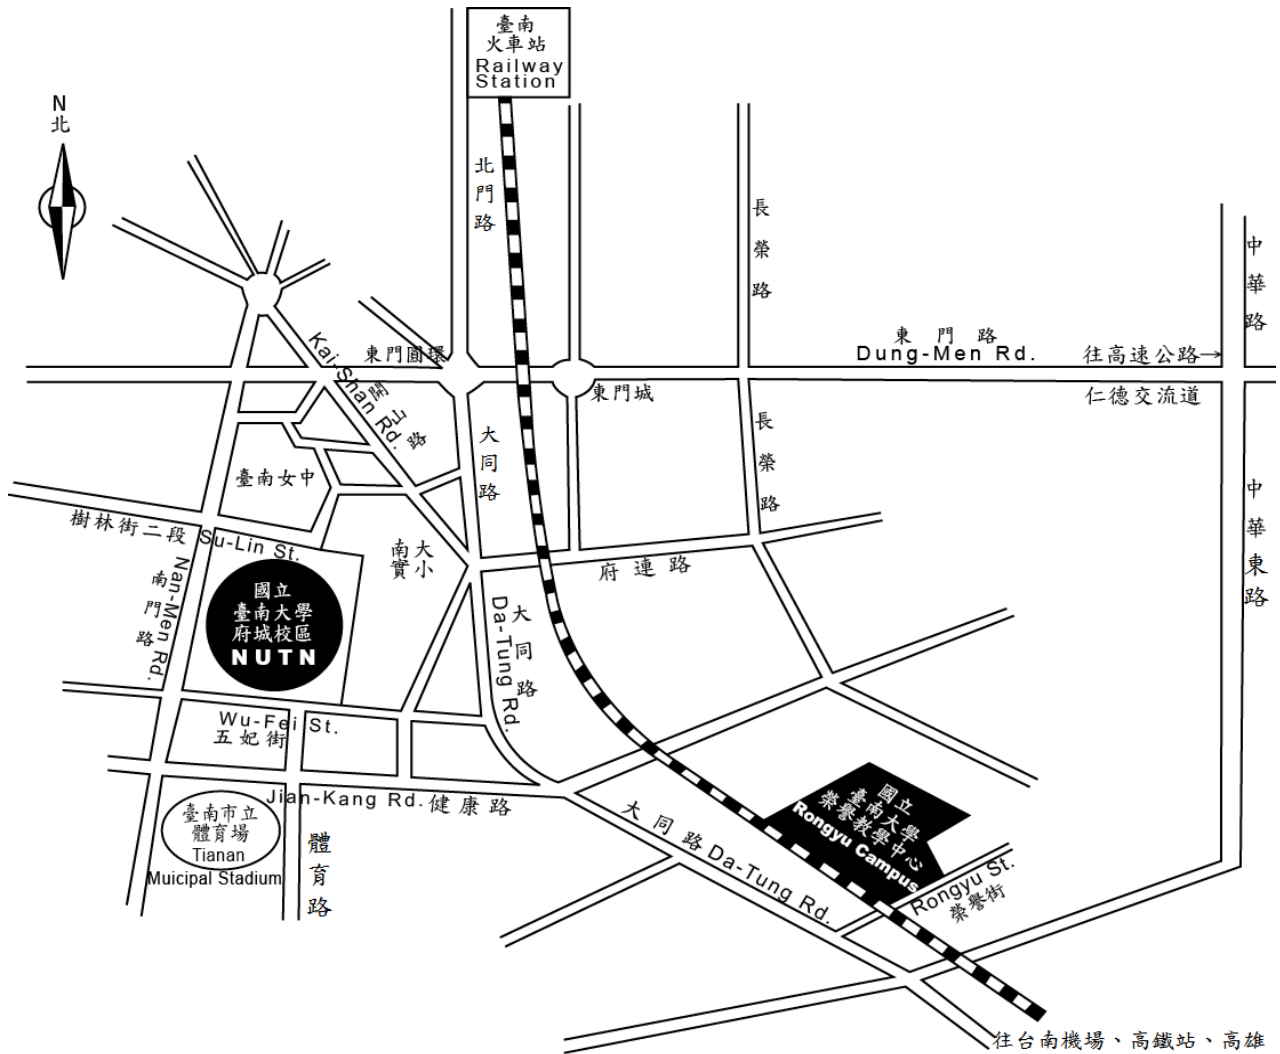 臺南
火車站
Railway
Station
N
北
北門路
長榮路
中華路
東門路
Dung-Men Rd.
往高速公路→
仁德交流道
東門圓環
東門城
Kai-Shan Rd.
開山路
大同路
長榮路
中華東路
臺南女中
樹林街二段
Su-Lin St.
南大
實小
府連路
Nan-Men Rd.
南門路
國立
臺南大學
府城校區
NUTN
大同路
Da-Tung Rd.
Wu-Fei St.
五妃街
Jian-Kang Rd. 健康路
臺南市立
體育場
Tianan
Muicipal Stadium
體育路
大同路 Da-Tung Rd.
國立
臺南大學
榮譽教學中心
Rongyu Campus
Rongyu St.
榮譽街
往台南機場、高鐵站、高雄